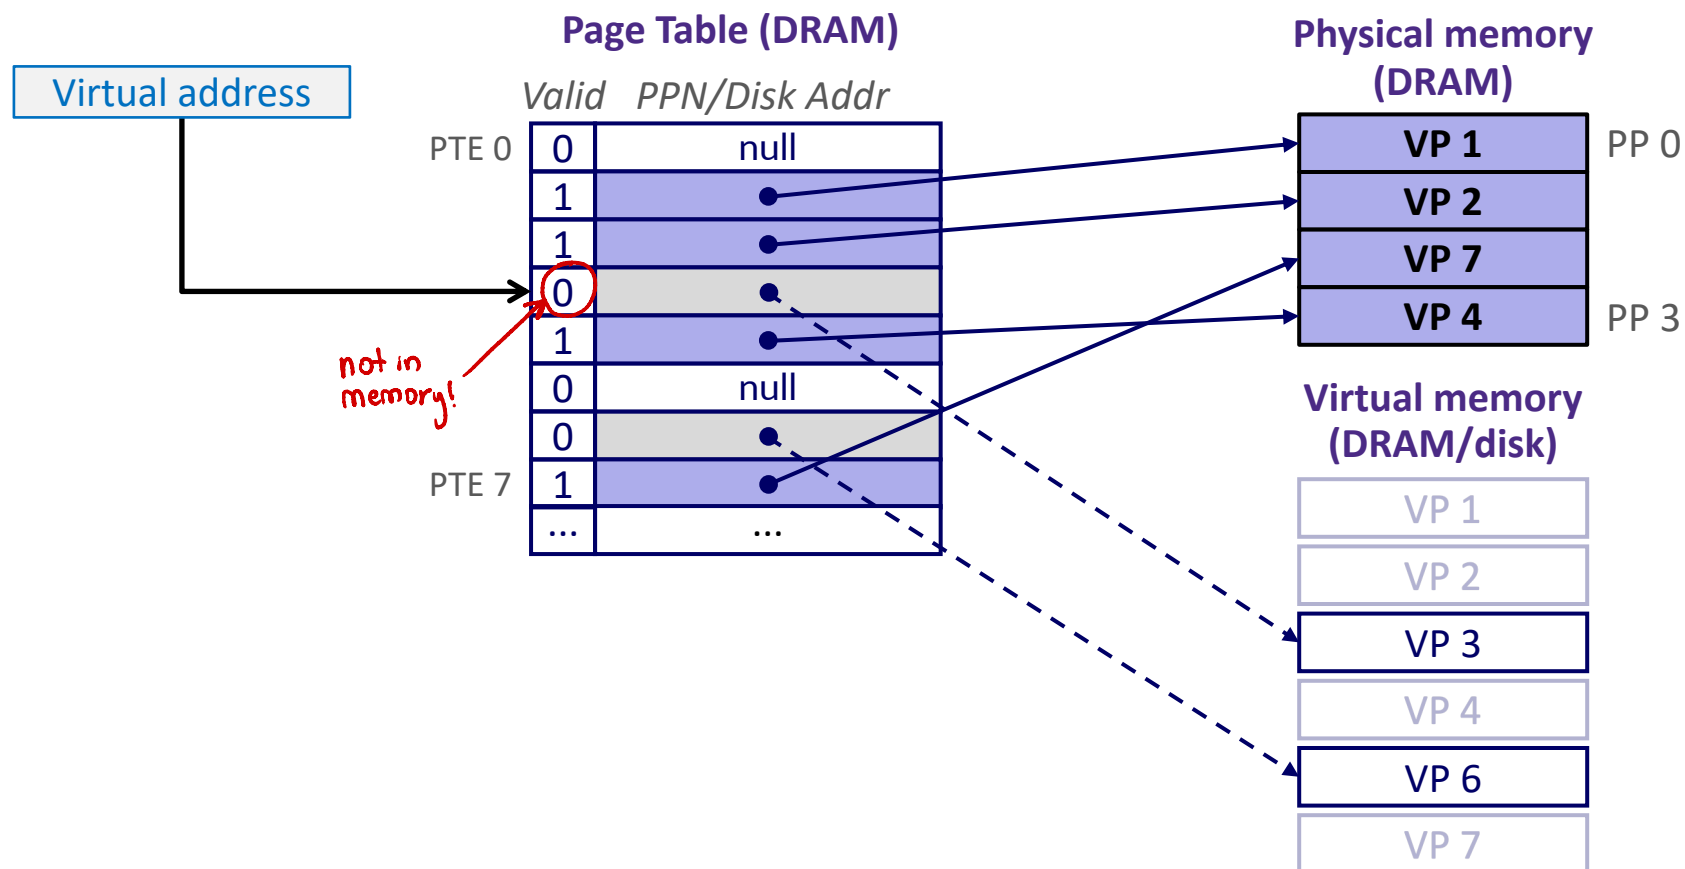 Page Table (DRAM)
Physical memory
(DRAM)
Virtual address
Valid PPN/Disk Addr
PTE 0 0 null
1
1
0
1
0 null
0
PTE 7 1
... ...
not in
memory!
VP 1 PP 0
VP 2
VP 7
VP 4 PP 3
Virtual memory
(DRAM/disk)
VP 1
VP 2
VP 3
VP 4
VP 6
VP 7